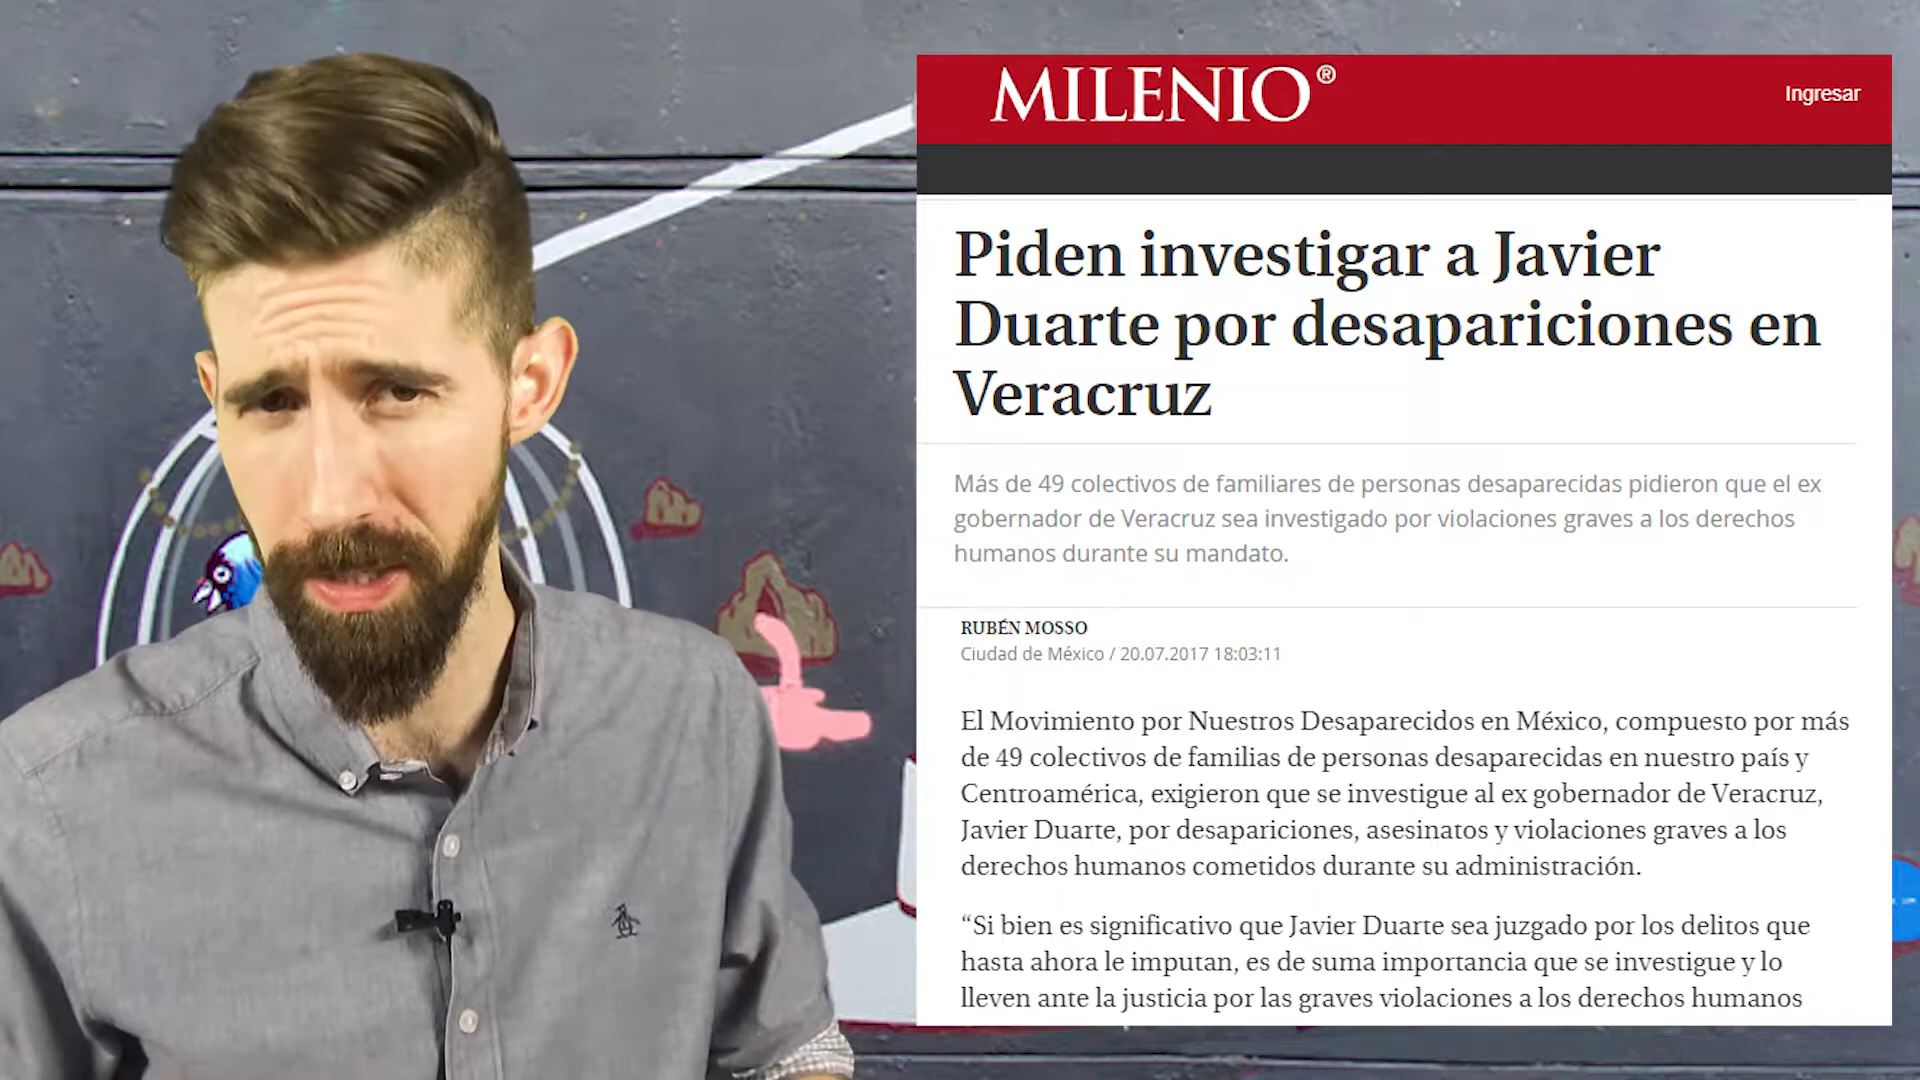 MILENIO®
Ingresar
Piden investigar a Javier
Duarte por desapariciones en
Veracruz
Más de 49 colectivos de familiares de personas desaparecidas pidieron que el ex
gobernador de Veracruz sea investigado por violaciones graves a los derechos
humanos durante su mandato.
RUBÉN MOSSO
Ciudad de México / 20.07.2017 18:03:11
El Movimiento por Nuestros Desaparecidos en México, compuesto por más
de 49 colectivos de familias de personas desaparecidas en nuestro país y
Centroamérica, exigieron que se investigue al ex gobernador de Veracruz,
Javier Duarte, por desapariciones, asesinatos y violaciones graves a los
derechos humanos cometidos durante su administración.
“Si bien es significativo que Javier Duarte sea juzgado por los delitos que
hasta ahora le imputan, es de suma importancia que se investigue y lo
lleven ante la justicia por las graves violaciones a los derechos humanos